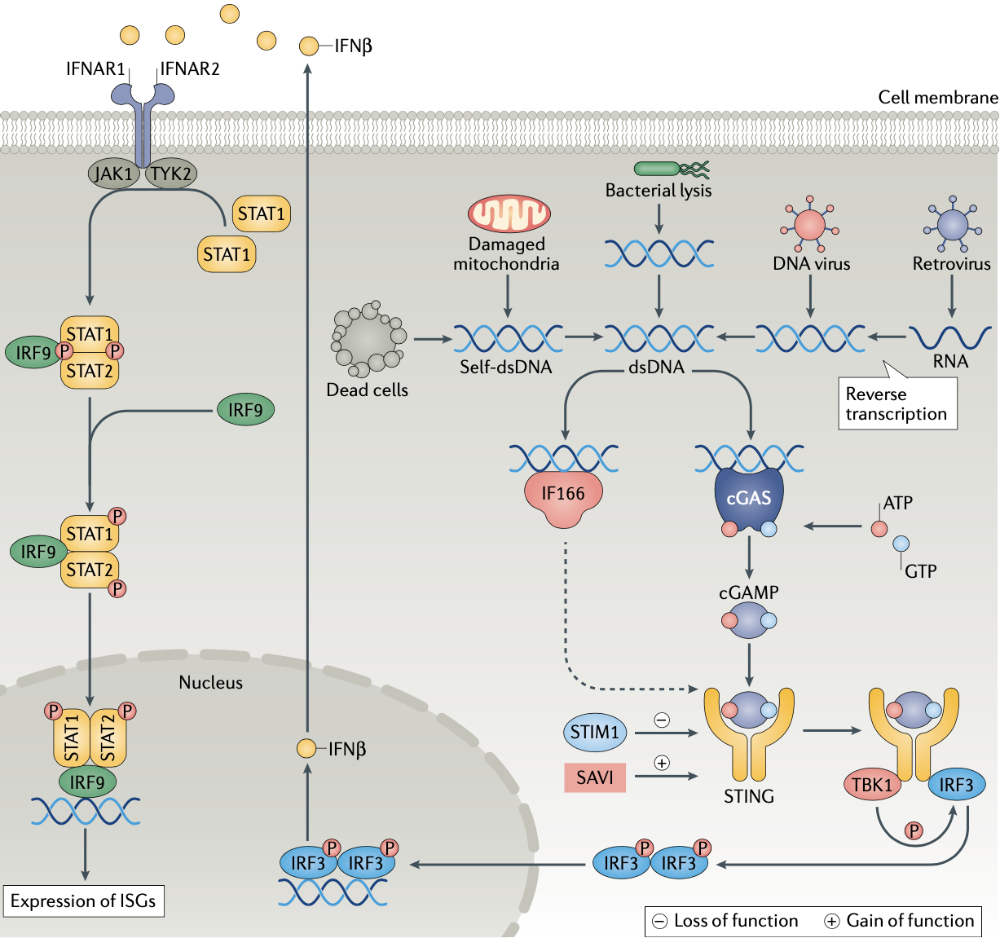 IFNβ
IFNAR1
IFNAR2
Cell membrane
JAK1
TYK2
STAT1
STAT1
Bacterial lysis
Damaged
mitochondria
DNA virus
Retrovirus
STAT1
IRF9
P
P
STAT2
Self-dsDNA
dsDNA
RNA
Dead cells
Reverse
transcription
IRF9
IF166
cGAS
ATP
GTP
P
STAT1
IRF9
STAT2
P
cGAMP
Nucleus
P
P
STAT1
STAT2
IRF9
IFNβ
STIM1
−
SAVI
+
STING
TBK1
IRF3
P
P
P
IRF3
IRF3
P
P
IRF3
IRF3
Expression of ISGs
− Loss of function
+ Gain of function